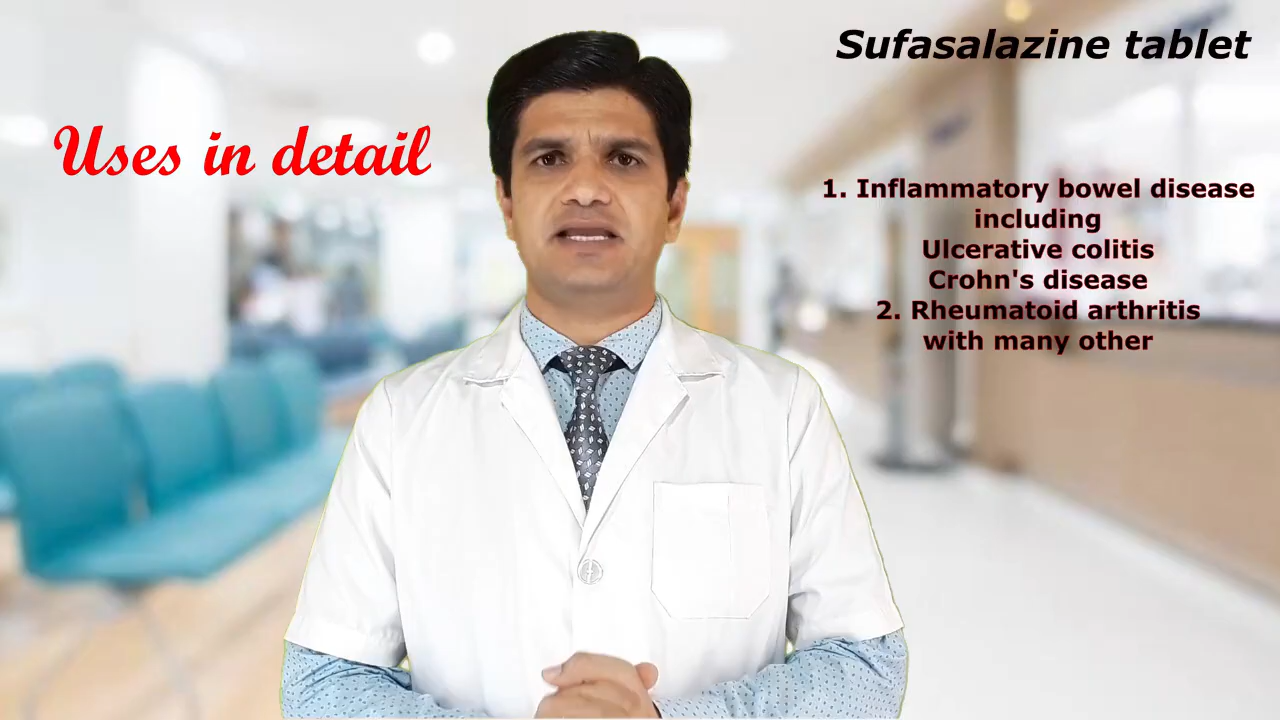 Sufasalazine tablet
Uses in detail
1. Inflammatory bowel disease
including
Ulcerative colitis
Crohn's disease
2. Rheumatoid arthritis
with many other